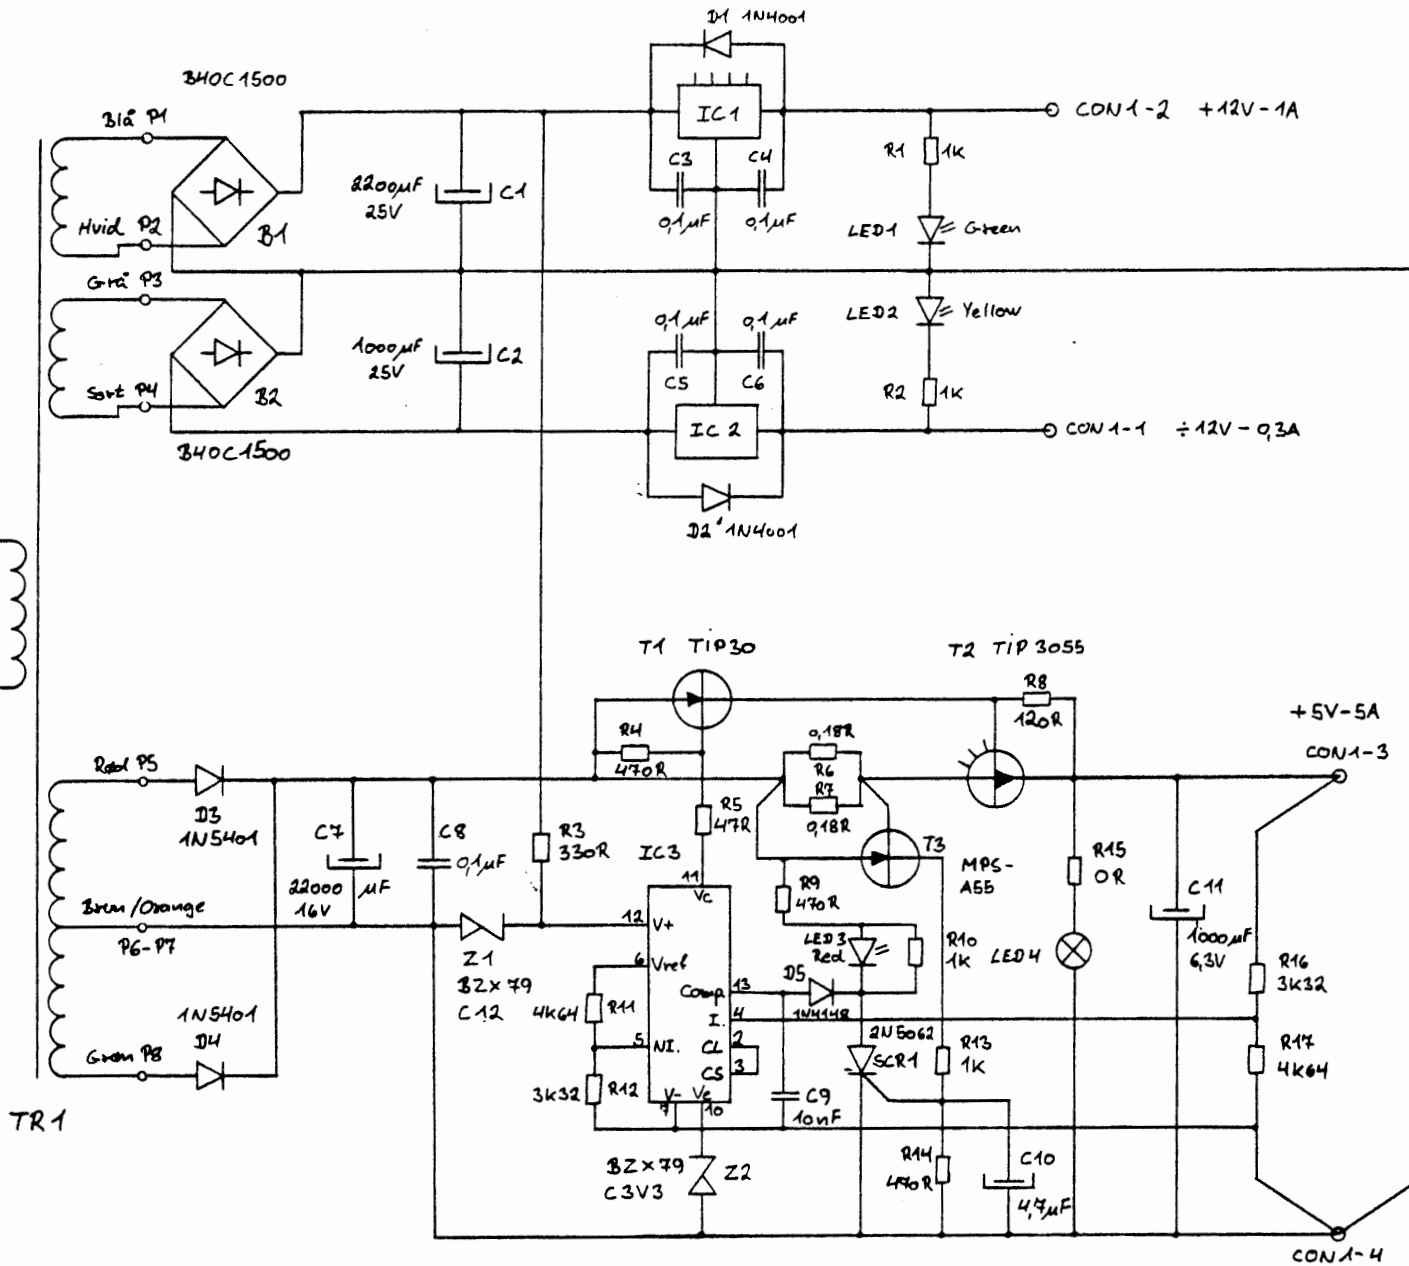 D1 1N4001
B40C1500
Blå P1
IC1
CON1-2 +12V-1A
R1 1K
C3 C4
2200µF
25V
C1
Hvid P2
B1
0,1µF 0,1µF
LED1 Green
Grå P3
LED2 Yellow
0,1µF 0,1µF
1000µF
25V
C2
C5 C6
R2 1K
Sort P4
B2
IC2
CON1-1 ÷12V-0,3A
B40C1500
D2 1N4001
T1 TIP30
T2 TIP 3055
R8
120R
+5V-5A
CON1-3
R4
470R
0,18R
R6
R7
0,18R
Rød P5
D3
1N5401
C7
22000 µF
16V
C8
0,1µF
R3
330R
R5
47R
IC3
T3
MPS-
A55
R15
0R
C11
1000µF
6,3V
11
Vc
R9
470R
Brun/Orange
P6-P7
Z1
BZX79
C12
12 V+
6 Vref
LED3
Red
R10
1K
LED4
R16
3K32
4K64 R11
Comp 13
D5
1N4148
I. 4
1N5401
D4
Grøn P8
5 NI.
CL 2
CS 3
2N5062
SCR1
R13
1K
R17
4K64
3K32 R12
V- Ve
7 10
C9
10nF
TR1
BZX79
C3V3
Z2
R14
470R
C10
4,7µF
CON1-4